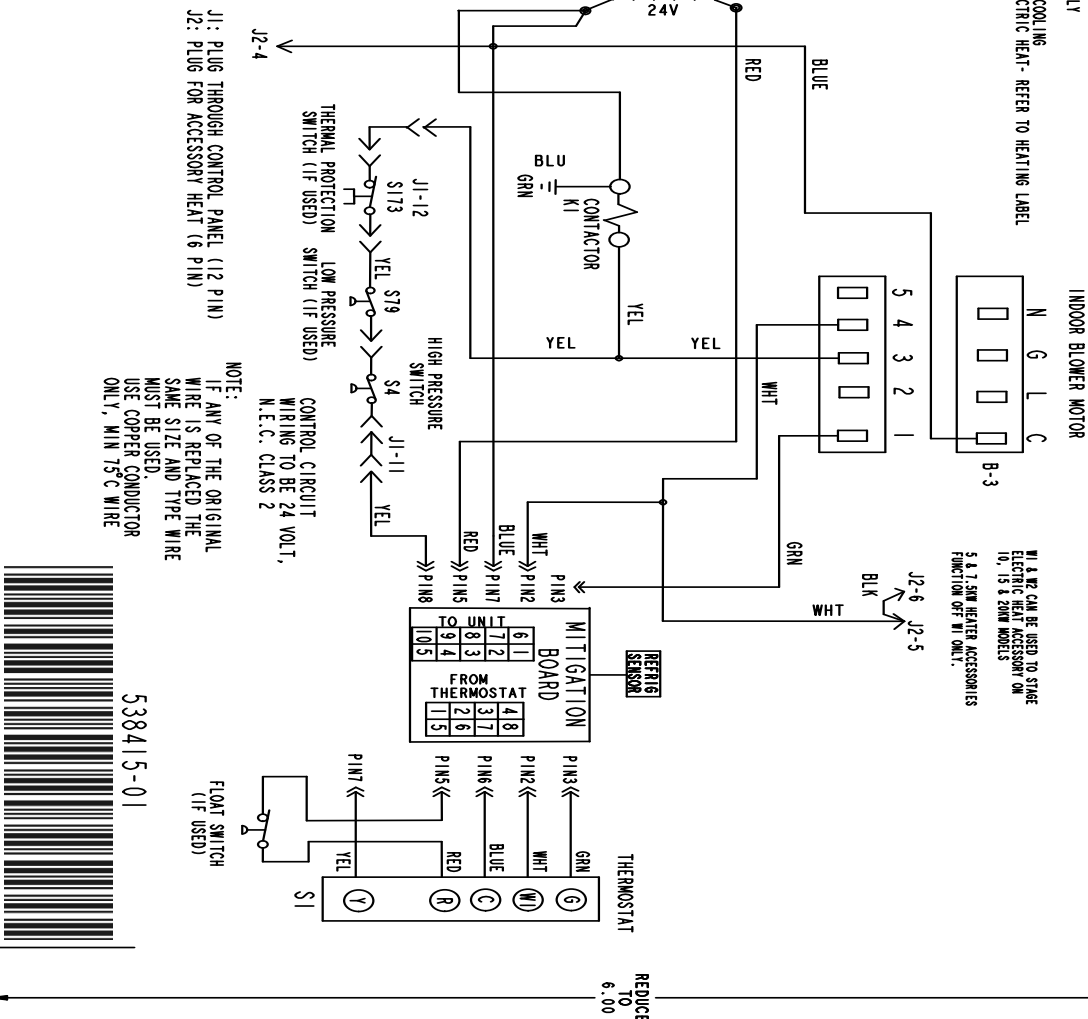 LY
COOLING
CTRIC HEAT- REFER TO HEATING LABEL
24V
RED
BLUE
J2-4
J1: PLUG THROUGH CONTROL PANEL (12 PIN)
J2: PLUG FOR ACCESSORY HEAT (6 PIN)
THERMAL PROTECTION
SWITCH (IF USED)
J1-12
S173
BLU
GRN
K1
CONTACTOR
YEL
LOW PRESSURE
SWITCH (IF USED)
YEL
S79
YEL
YEL
HIGH PRESSURE
SWITCH
S4
J1-11
YEL
INDOOR BLOWER MOTOR
N G L C
B-3
5 4 3 2 1
WHT
GRN
CONTROL CIRCUIT
WIRING TO BE 24 VOLT,
N.E.C. CLASS 2
NOTE:
IF ANY OF THE ORIGINAL
WIRE IS REPLACED THE
SAME SIZE AND TYPE WIRE
MUST BE USED.
USE COPPER CONDUCTOR
ONLY, MIN 75°C WIRE
W1 & W2 CAN BE USED TO STAGE
ELECTRIC HEAT ACCESSORY ON
10, 15 & 20KW MODELS
5 & 7.5KW HEATER ACCESSORIES
FUNCTION OFF W1 ONLY.
J2-6
J2-5
BLK
WHT
RED
BLUE
WHT
PIN8
PIN5
PIN7
PIN2
PIN3
MITIGATION
BOARD
TO UNIT
10 9 8 7 6
5 4 3 2 1
FROM
THERMOSTAT
1 2 3 4
5 6 7 8
REFRIG
SENSOR
PIN7
PIN5
PIN6
PIN2
PIN3
FLOAT SWITCH
(IF USED)
YEL
RED
BLUE
WHT
GRN
THERMOSTAT
Y R C W1 G
S1
538415-01
REDUCE
TO
6.00